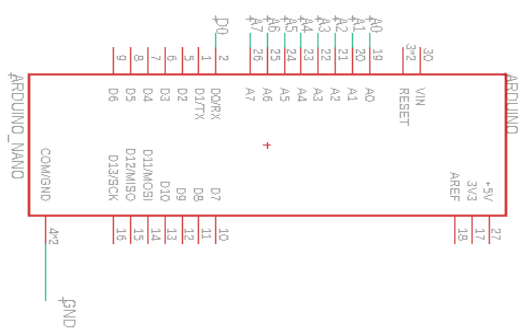 D0 A7 A6 A5 A4 A3 A2 A1 A0
9 8 7 6 5 1 2 26 25 24 23 22 21 20 19 3*2 30
D6 D5 D4 D3 D2 D1/TX D0/RX A7 A6 A5 A4 A3 A2 A1 A0 RESET VIN
ARDUINO_NANO
ARDUINO
COM/GND D13/SCK D12/MISO D11/MOSI D10 D9 D8 D7 AREF 3V3 +5V
4*2 16 15 14 13 12 11 10 18 17 27
GND